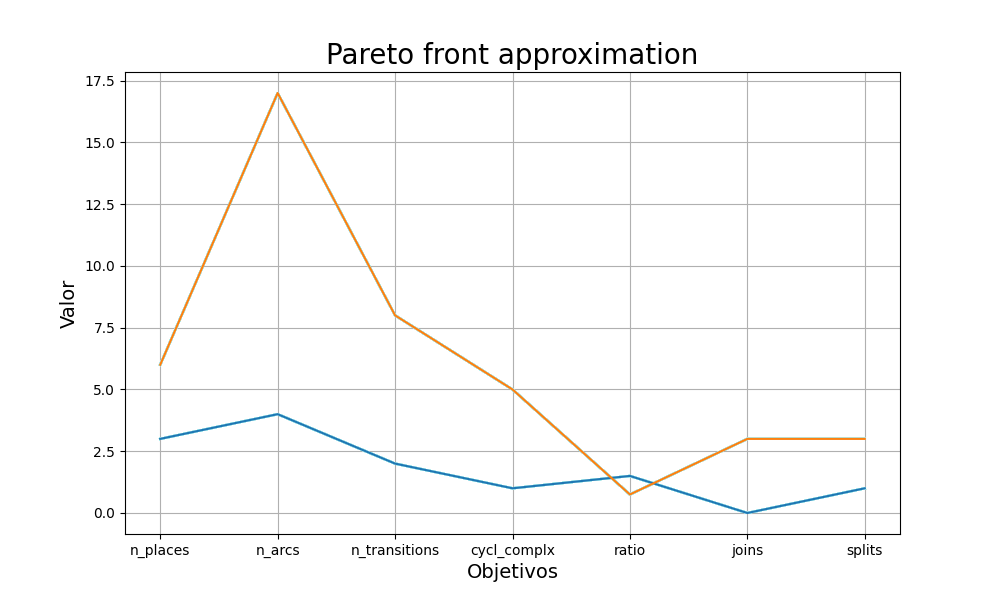 Pareto front approximation
17.5
15.0
12.5
10.0
7.5
5.0
2.5
0.0
Valor
n_places n_arcs n_transitions cycl_complx ratio joins splits
Objetivos